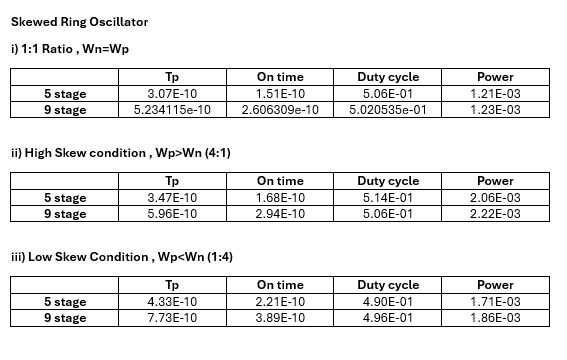 Skewed Ring Oscillator
i) 1:1 Ratio , Wn=Wp
Tp On time Duty cycle Power
5 stage 3.07E-10 1.51E-10 5.06E-01 1.21E-03
9 stage 5.234115e-10 2.606309e-10 5.020535e-01 1.23E-03
ii) High Skew condition , Wp>Wn (4:1)
Tp On time Duty cycle Power
5 stage 3.47E-10 1.68E-10 5.14E-01 2.06E-03
9 stage 5.96E-10 2.94E-10 5.06E-01 2.22E-03
iii) Low Skew Condition , Wp<Wn (1:4)
Tp On time Duty cycle Power
5 stage 4.33E-10 2.21E-10 4.90E-01 1.71E-03
9 stage 7.73E-10 3.89E-10 4.96E-01 1.86E-03